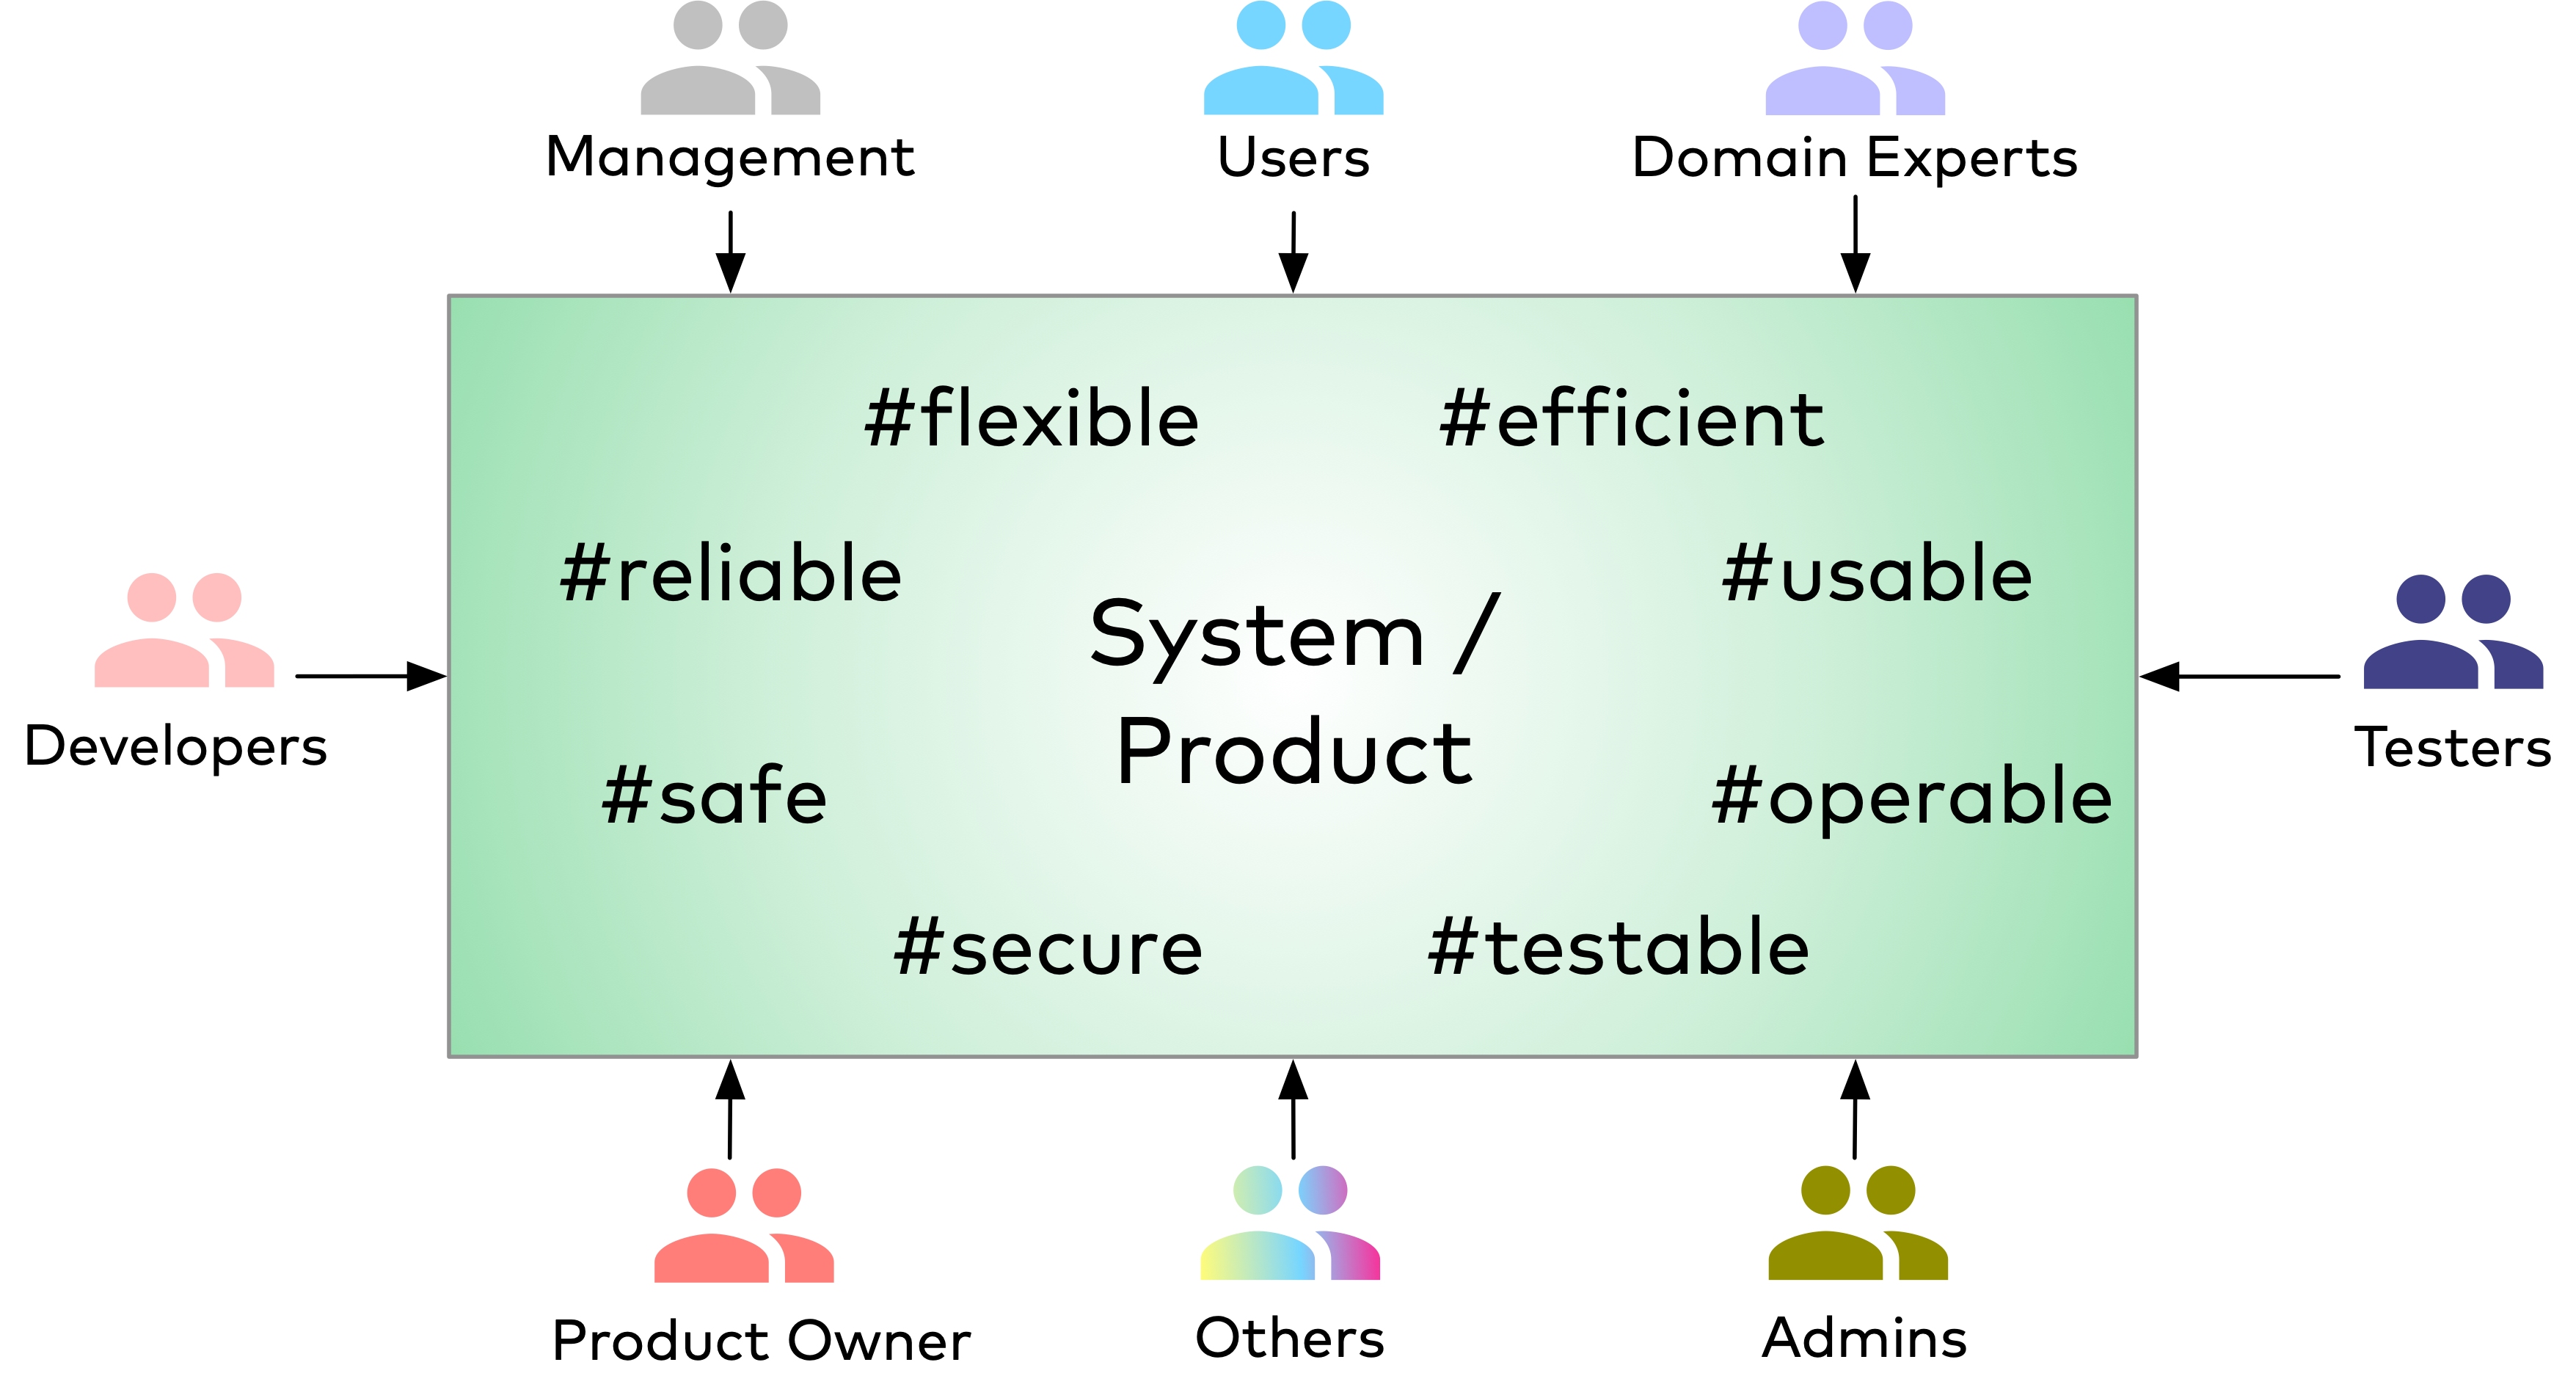 Management
Users
Domain Experts
#flexible
#efficient
#reliable
#usable
System /
Product
Developers
Testers
#safe
#operable
#secure
#testable
Product Owner
Others
Admins